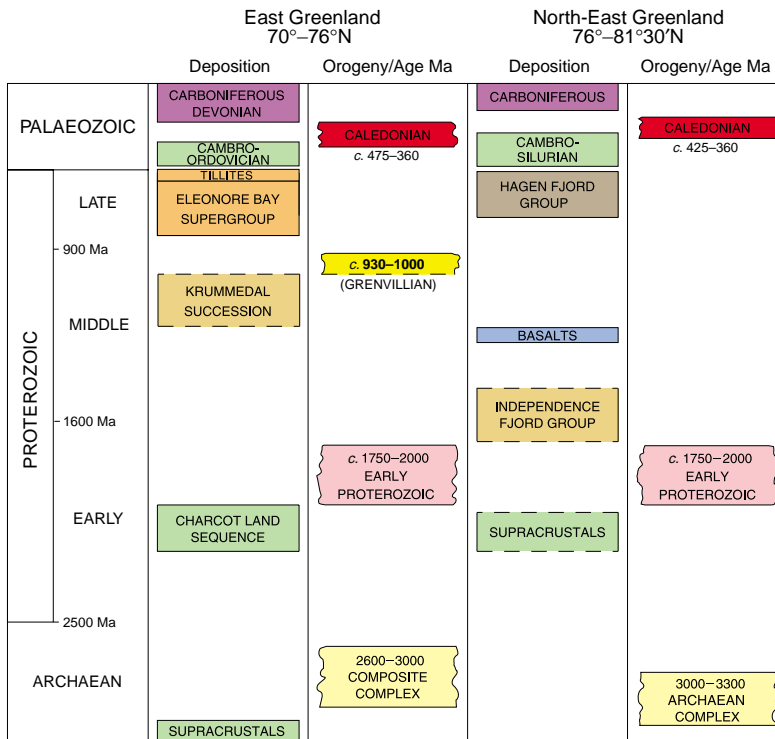 East Greenland
70°–76°N
North-East Greenland
76°–81°30′N
Deposition
Orogeny/Age Ma
Deposition
Orogeny/Age Ma
PALAEOZOIC
PROTEROZOIC
LATE
900 Ma
MIDDLE
1600 Ma
EARLY
2500 Ma
ARCHAEAN
CARBONIFEROUS
DEVONIAN
CAMBRO-
ORDOVICIAN
TILLITES
ELEONORE BAY
SUPERGROUP
KRUMMEDAL
SUCCESSION
CHARCOT LAND
SEQUENCE
SUPRACRUSTALS
CALEDONIAN
c. 475–360
c. 930–1000
(GRENVILLIAN)
c. 1750–2000
EARLY
PROTEROZOIC
2600–3000
COMPOSITE
COMPLEX
CARBONIFEROUS
CAMBRO-
SILURIAN
HAGEN FJORD
GROUP
BASALTS
INDEPENDENCE
FJORD GROUP
SUPRACRUSTALS
CALEDONIAN
c. 425–360
c. 1750–2000
EARLY
PROTEROZOIC
3000–3300
ARCHAEAN
COMPLEX